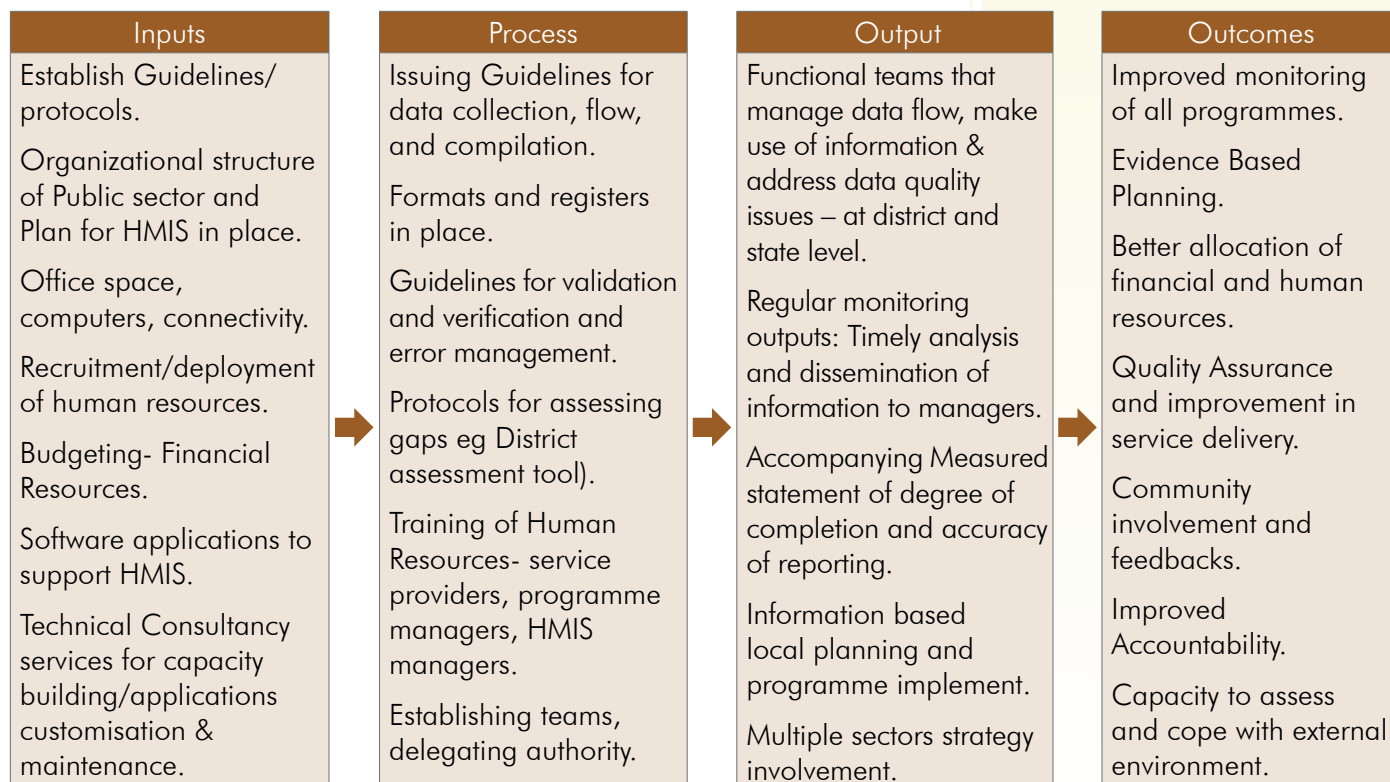 Inputs
Establish Guidelines/
protocols.
Organizational structure
of Public sector and
Plan for HMIS in place.
Office space,
computers, connectivity.
Recruitment/deployment
of human resources.
Budgeting- Financial
Resources.
Software applications to
support HMIS.
Technical Consultancy
services for capacity
building/applications
customisation &
maintenance.
Process
Issuing Guidelines for
data collection, flow,
and compilation.
Formats and registers
in place.
Guidelines for validation
and verification and
error management.
Protocols for assessing
gaps eg District
assessment tool).
Training of Human
Resources- service
providers, programme
managers, HMIS
managers.
Establishing teams,
delegating authority.
Output
Functional teams that
manage data flow, make
use of information &
address data quality
issues – at district and
state level.
Regular monitoring
outputs: Timely analysis
and dissemination of
information to managers.
Accompanying Measured
statement of degree of
completion and accuracy
of reporting.
Information based
local planning and
programme implement.
Multiple sectors strategy
involvement.
Outcomes
Improved monitoring
of all programmes.
Evidence Based
Planning.
Better allocation of
financial and human
resources.
Quality Assurance
and improvement in
service delivery.
Community
involvement and
feedbacks.
Improved
Accountability.
Capacity to assess
and cope with external
environment.